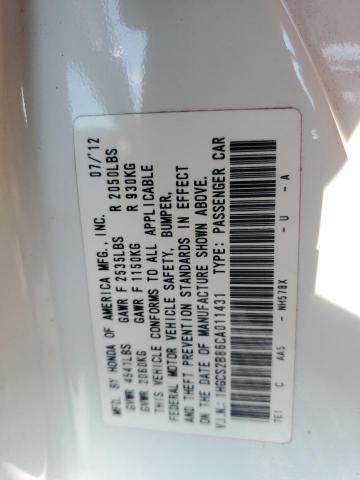 MFD. BY HONDA OF AMERICA MFG., INC. 07/12
GVWR 4541LBS GAWR F 2535LBS R 2050LBS
GVWR 2060KG GAWR F 1150KG R 930KG
THIS VEHICLE CONFORMS TO ALL APPLICABLE
FEDERAL MOTOR VEHICLE SAFETY, BUMPER,
AND THEFT PREVENTION STANDARDS IN EFFECT
ON THE DATE OF MANUFACTURE SHOWN ABOVE.
V.I.N.: 1HGCS2B86CA011431 TYPE: PASSENGER CAR
TE1 C AA5 - NH578X - U - A